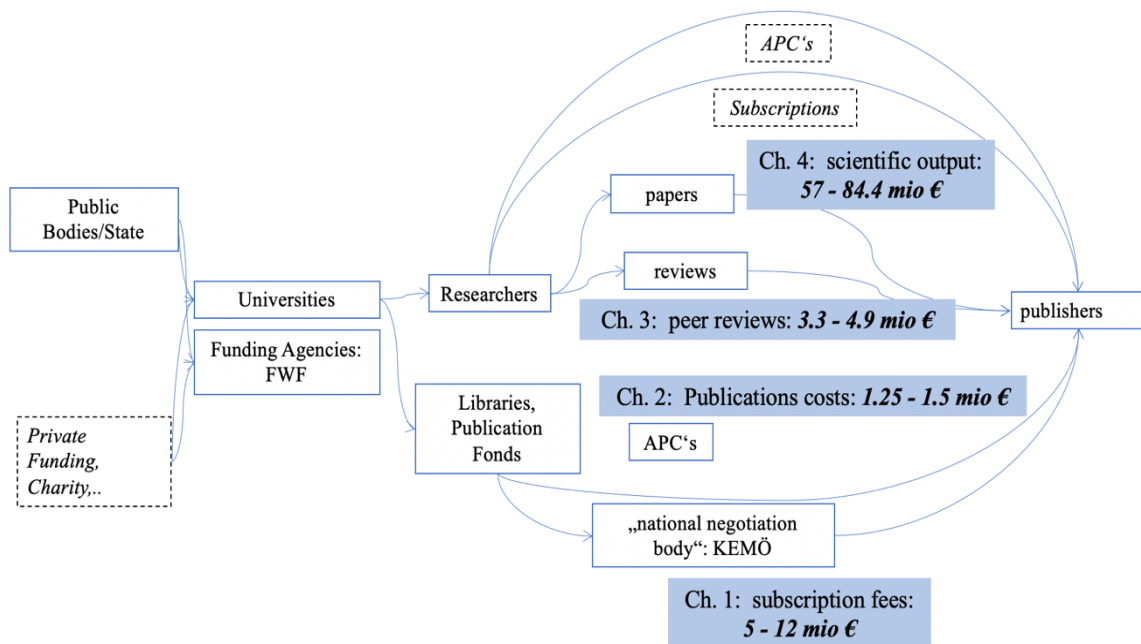 APC‘s
Subscriptions
Ch. 4: scientific output:
57 - 84.4 mio €
papers
Public
Bodies/State
reviews
Universities
Researchers
publishers
Ch. 3: peer reviews: 3.3 - 4.9 mio €
Funding Agencies:
FWF
Libraries,
Publication
Fonds
Ch. 2: Publications costs: 1.25 - 1.5 mio €
APC‘s
Private
Funding,
Charity,..
„national negotiation
body“: KEMÖ
Ch. 1: subscription fees:
5 - 12 mio €